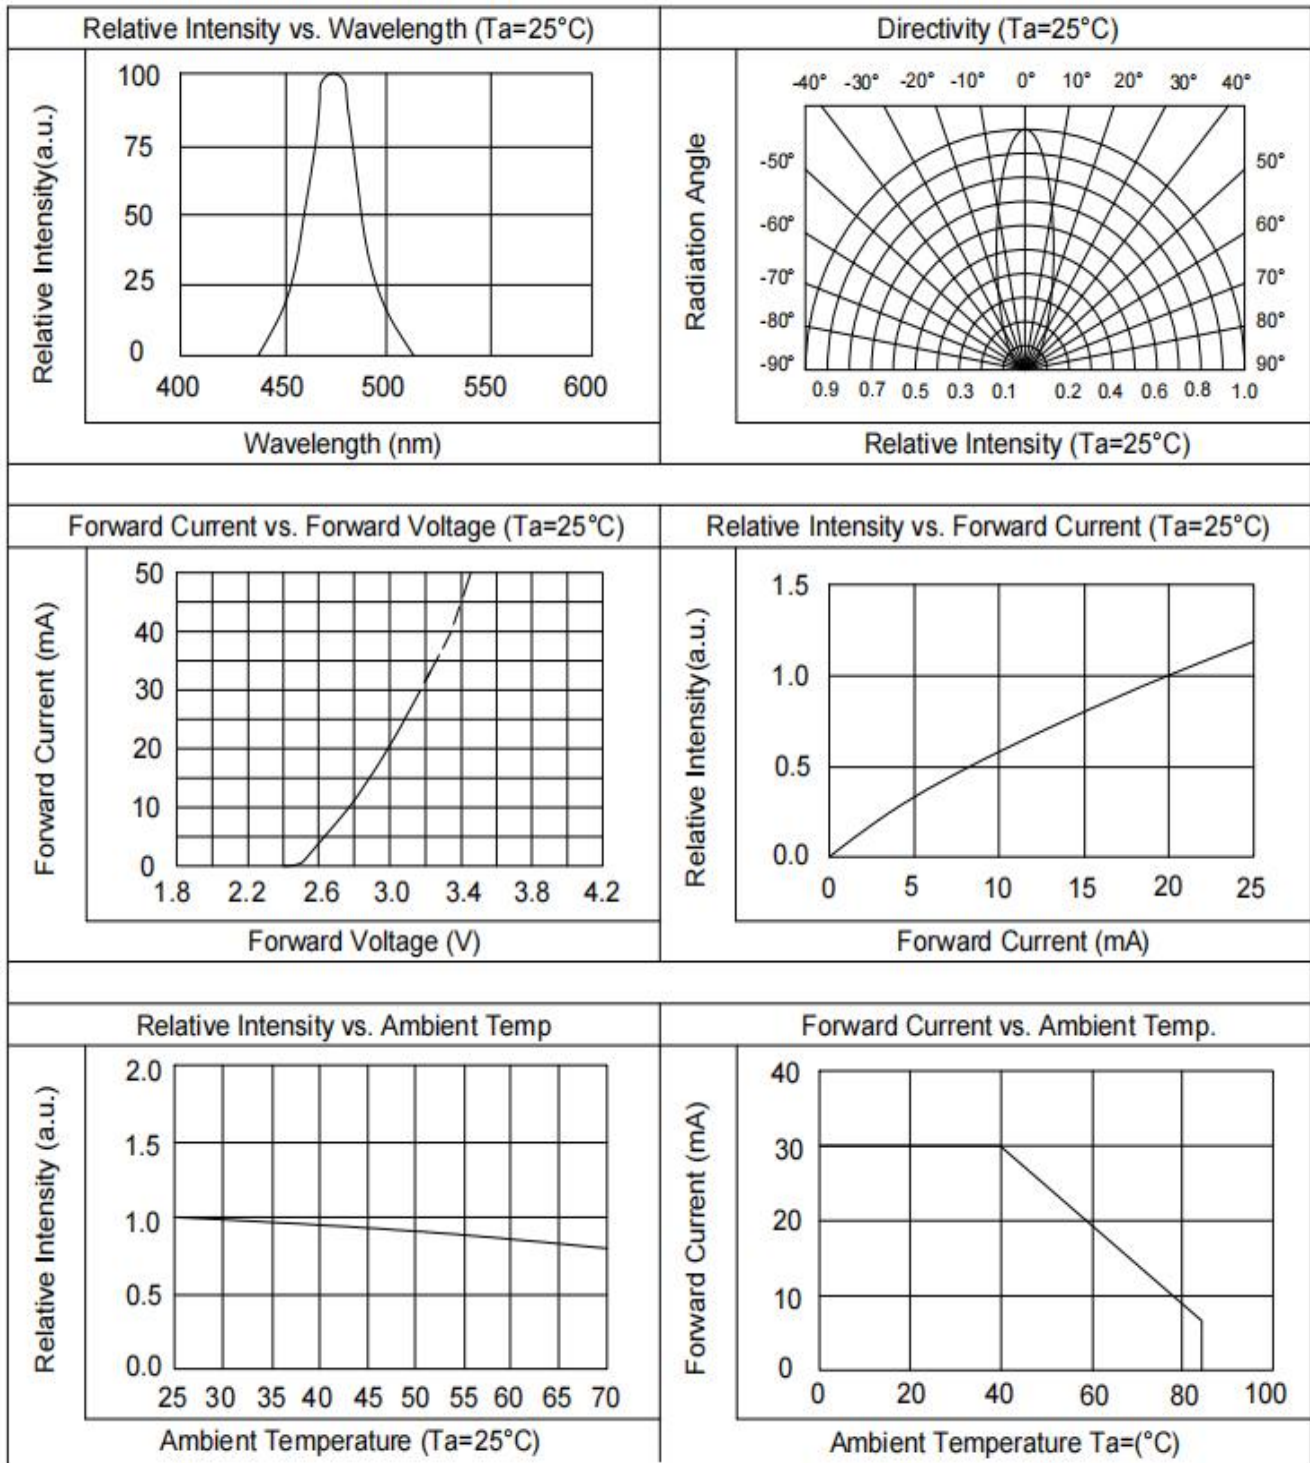 Relative Intensity vs. Wavelength (Ta=25°C)
Relative Intensity(a.u.)
100
75
50
25
0
400 450 500 550 600
Wavelength (nm)
Directivity (Ta=25°C)
Radiation Angle
-40° -30° -20° -10° 0° 10° 20° 30° 40°
-50° 50°
-60° 60°
-70° 70°
-80° 80°
-90° 90°
0.9 0.7 0.5 0.3 0.1 0.2 0.4 0.6 0.8 1.0
Relative Intensity (Ta=25°C)
Forward Current vs. Forward Voltage (Ta=25°C)
Forward Current (mA)
50
40
30
20
10
0
1.8 2.2 2.6 3.0 3.4 3.8 4.2
Forward Voltage (V)
Relative Intensity vs. Forward Current (Ta=25°C)
Relative Intensity(a.u.)
1.5
1.0
0.5
0.0
0 5 10 15 20 25
Forward Current (mA)
Relative Intensity vs. Ambient Temp
Relative Intensity (a.u.)
2.0
1.5
1.0
0.5
0.0
25 30 35 40 45 50 55 60 65 70
Ambient Temperature (Ta=25°C)
Forward Current vs. Ambient Temp.
Forward Current (mA)
40
30
20
10
0
0 20 40 60 80 100
Ambient Temperature Ta=(°C)